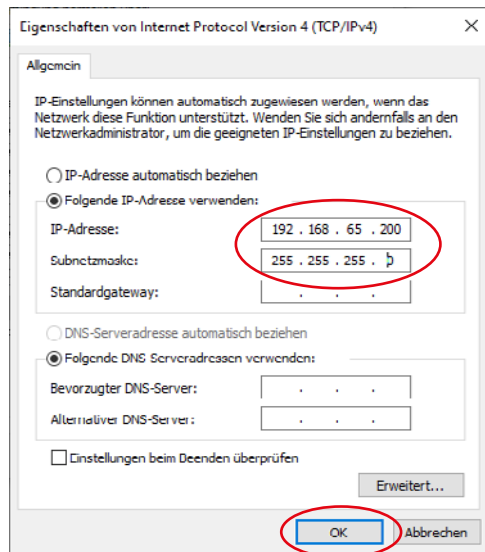 Eigenschaften von Internet Protocol Version 4 (TCP/IPv4)
Allgemein
IP-Einstellungen können automatisch zugewiesen werden, wenn das
Netzwerk diese Funktion unterstützt. Wenden Sie sich andernfalls an den
Netzwerkadministrator, um die geeigneten IP-Einstellungen zu beziehen.
IP-Adresse automatisch beziehen
Folgende IP-Adresse verwenden:
IP-Adresse: 192 . 168 . 65 . 200
Subnetzmaske: 255 . 255 . 255 . 0
Standardgateway: . . .
DNS-Serveradresse automatisch beziehen
Folgende DNS-Serveradressen verwenden:
Bevorzugter DNS-Server: . . .
Alternativer DNS-Server: . . .
Einstellungen beim Beenden überprüfen
Erweitert...
OK Abbrechen